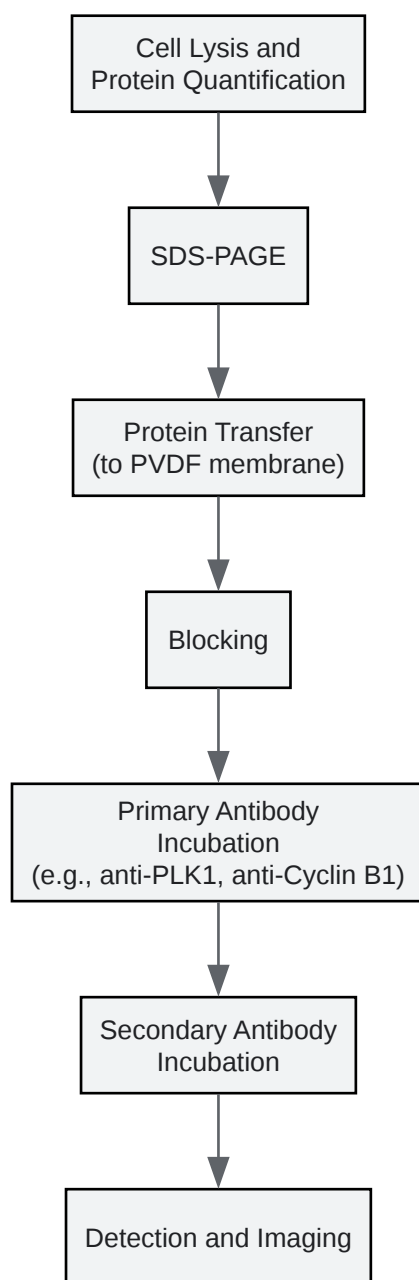 Cell Lysis and
Protein Quantification
SDS-PAGE
Protein Transfer
(to PVDF membrane)
Blocking
Primary Antibody
Incubation
(e.g., anti-PLK1, anti-Cyclin B1)
Secondary Antibody
Incubation
Detection and Imaging